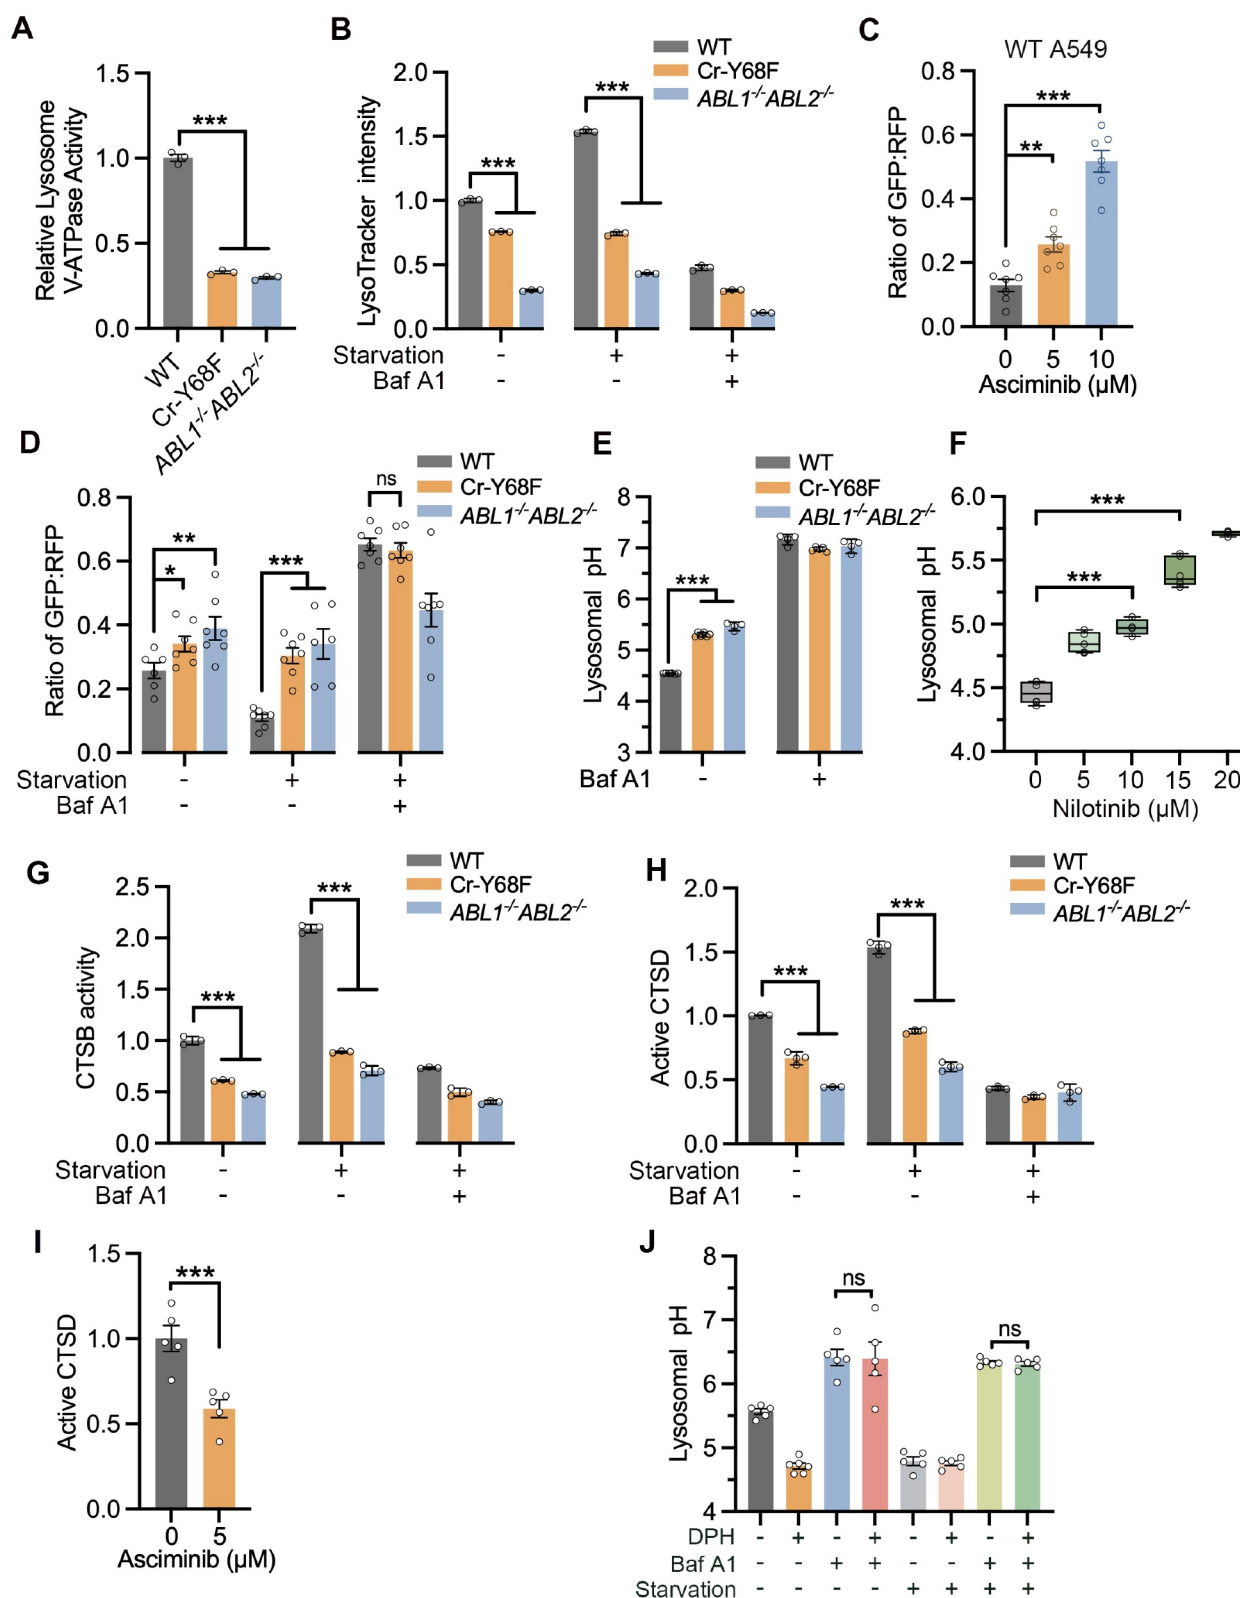 A
1.5
1.0
0.5
0.0
Relative Lysosome
V-ATPase Activity
***
WT
Cr-Y68F
ABL1-/-ABL2-/-
B
WT
Cr-Y68F
ABL1-/-ABL2-/-
2.0
1.5
1.0
0.5
0.0
LysoTracker intensity
***
***
Starvation - + +
Baf A1 - - +
C
WT A549
0.8
0.6
0.4
0.2
0.0
Ratio of GFP:RFP
***
**
0 5 10
Asciminib (µM)
D
WT
Cr-Y68F
ABL1-/-ABL2-/-
0.8
0.6
0.4
0.2
0.0
Ratio of GFP:RFP
**
*
***
ns
Starvation - + +
Baf A1 - - +
E
WT
Cr-Y68F
ABL1-/-ABL2-/-
8
7
6
5
4
3
Lysosomal pH
***
Baf A1 - +
F
6.0
5.5
5.0
4.5
4.0
Lysosomal pH
***
***
0 5 10 15 20
Nilotinib (µM)
G
WT
Cr-Y68F
ABL1-/-ABL2-/-
2.5
2.0
1.5
1.0
0.5
0.0
CTSB activity
***
***
Starvation - + +
Baf A1 - - +
H
WT
Cr-Y68F
ABL1-/-ABL2-/-
2.0
1.5
1.0
0.5
0.0
Active CTSD
***
***
Starvation - + +
Baf A1 - - +
I
1.5
1.0
0.5
0.0
Active CTSD
***
0 5
Asciminib (µM)
J
8
7
6
5
4
Lysosomal pH
ns
ns
DPH - + - + - + - +
Baf A1 - - + + - - + +
Starvation - - - - + + + +